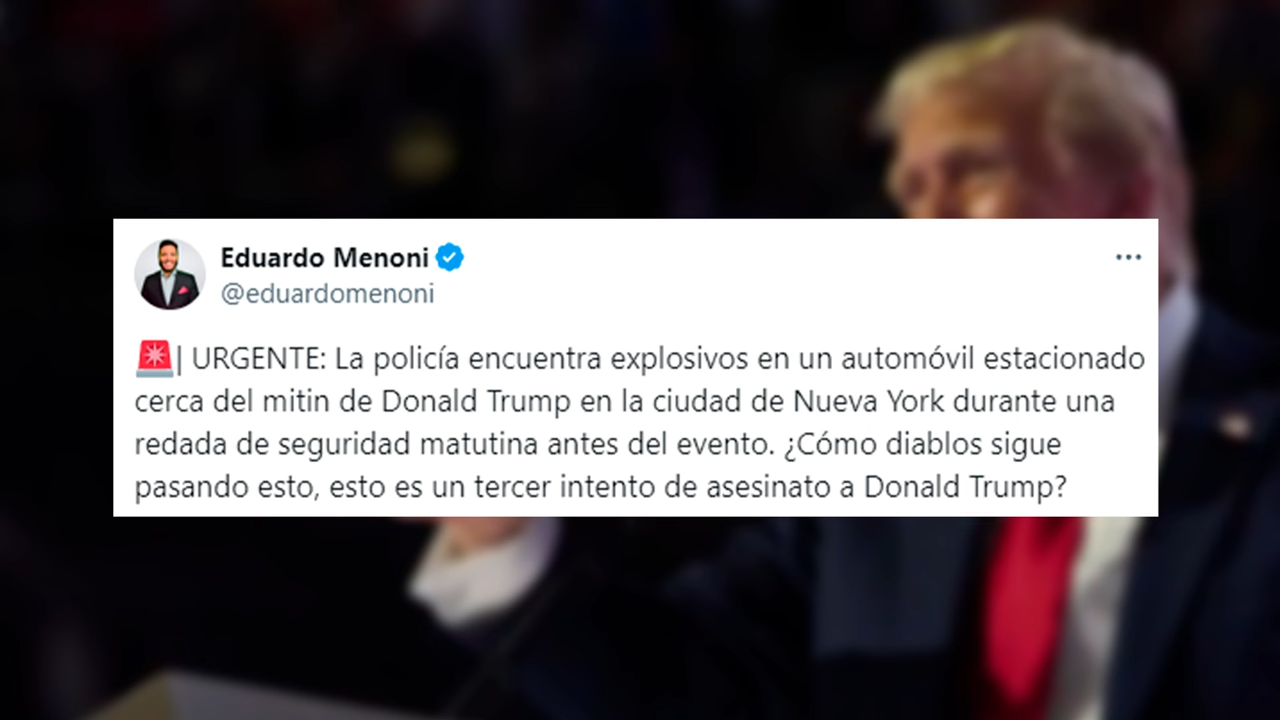 Eduardo Menoni
@eduardomenoni
🚨| URGENTE: La policía encuentra explosivos en un automóvil estacionado
cerca del mitin de Donald Trump en la ciudad de Nueva York durante una
redada de seguridad matutina antes del evento. ¿Cómo diablos sigue
pasando esto, esto es un tercer intento de asesinato a Donald Trump?